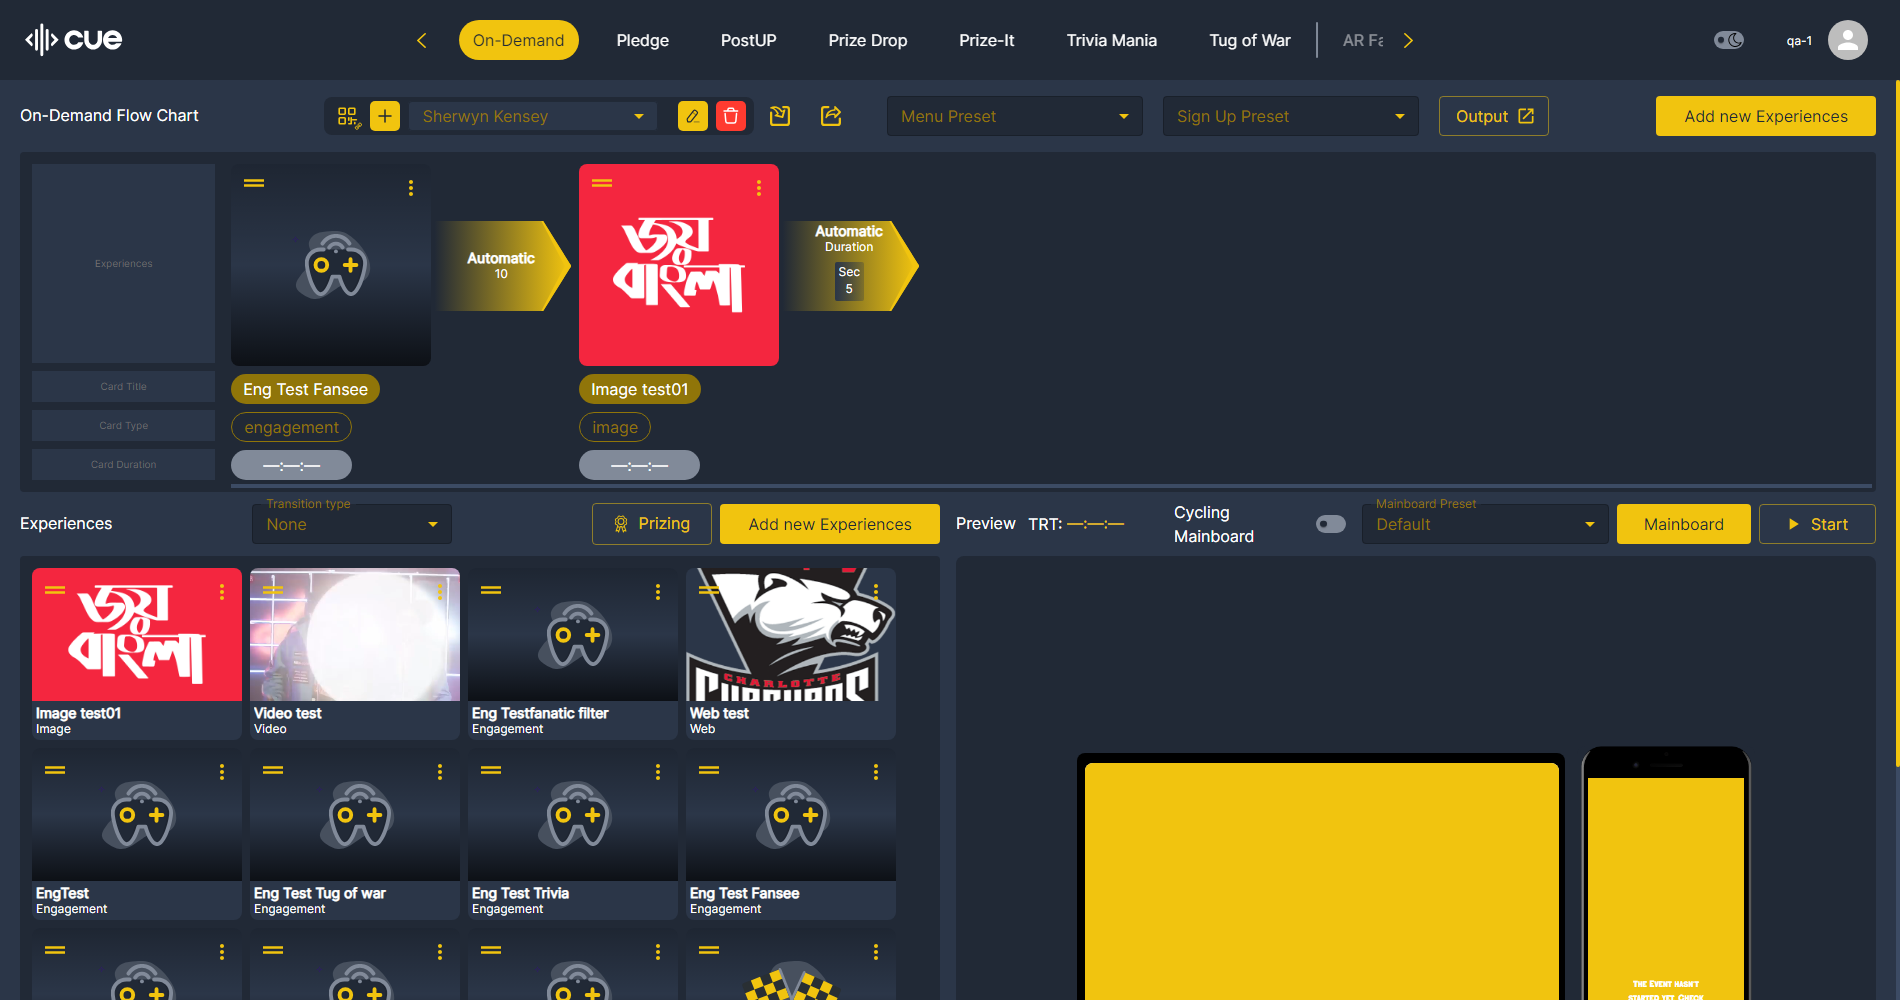 cue
On-Demand
Pledge
PostUP
Prize Drop
Prize-It
Trivia Mania
Tug of War
AR Fa
qa-1
On-Demand Flow Chart
Sherwyn Kensey
Menu Preset
Sign Up Preset
Output
Add new Experiences
Experiences
Automatic
10
জয়
বাংলা
Automatic
Duration
Sec
5
Card Title
Eng Test Fansee
Image test01
Card Type
engagement
image
Card Duration
—:—:—
—:—:—
Experiences
Transition type
None
Prizing
Add new Experiences
Preview
TRT: —:—:—
Cycling
Mainboard
Mainboard Preset
Default
Mainboard
Start
জয়
বাংলা
CHARLOTTE
Image test01
Image
Video test
Video
Eng Testfanatic filter
Engagement
Web test
Web
EngTest
Engagement
Eng Test Tug of war
Engagement
Eng Test Trivia
Engagement
Eng Test Fansee
Engagement
The Event hasn't
started yet. Check